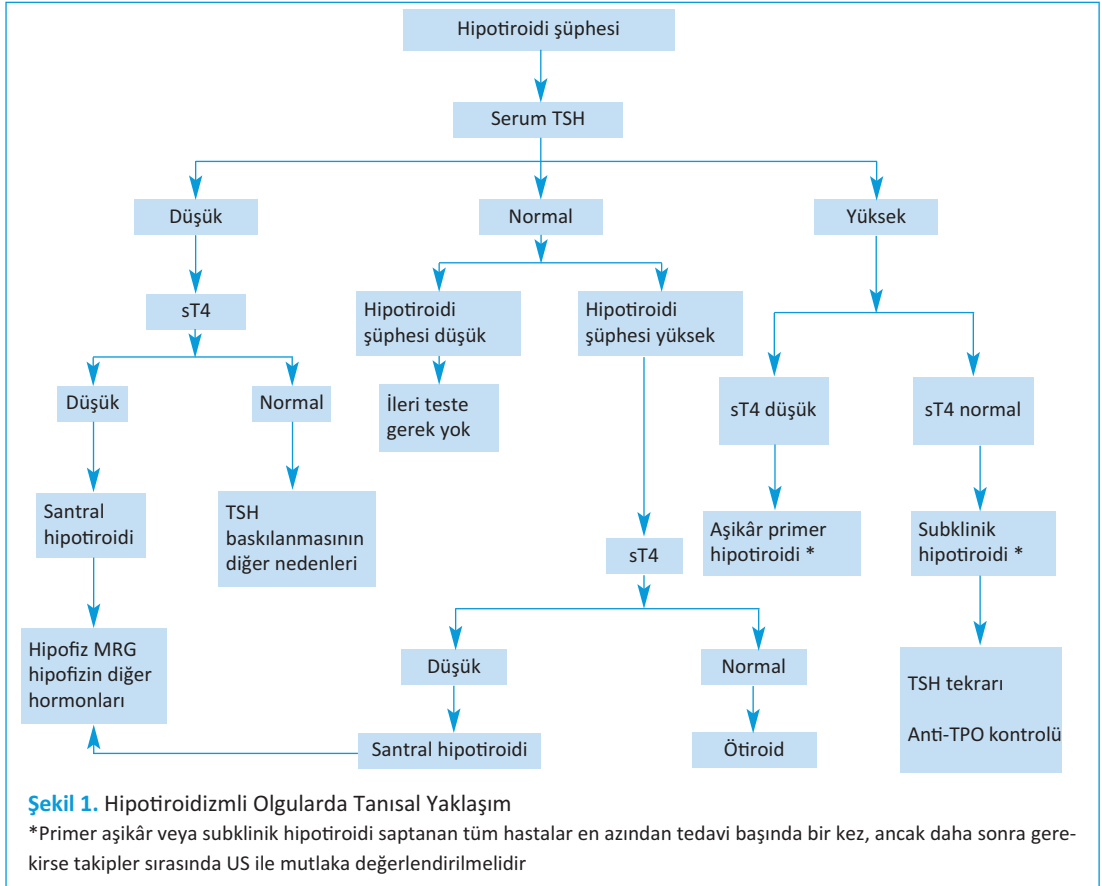 Hipotiroidi şüphesi
Serum TSH
Düşük
Normal
Yüksek
sT4
Hipotiroidi
şüphesi düşük
Hipotiroidi
şüphesi yüksek
Düşük
Normal
İleri teste
gerek yok
sT4 düşük
sT4 normal
Santral
hipotiroidi
TSH
baskılanmasının
diğer nedenleri
sT4
Aşikâr primer
hipotiroidi *
Subklinik
hipotiroidi *
Hipofiz MRG
hipofizin diğer
hormonları
Düşük
Normal
TSH tekrarı
Anti-TPO kontrolü
Santral hipotiroidi
Ötiroid
Şekil 1. Hipotiroidizmli Olgularda Tanısal Yaklaşım
*Primer aşikâr veya subklinik hipotiroidi saptanan tüm hastalar en azından tedavi başında bir kez, ancak daha sonra gere-
kirse takipler sırasında US ile mutlaka değerlendirilmelidir